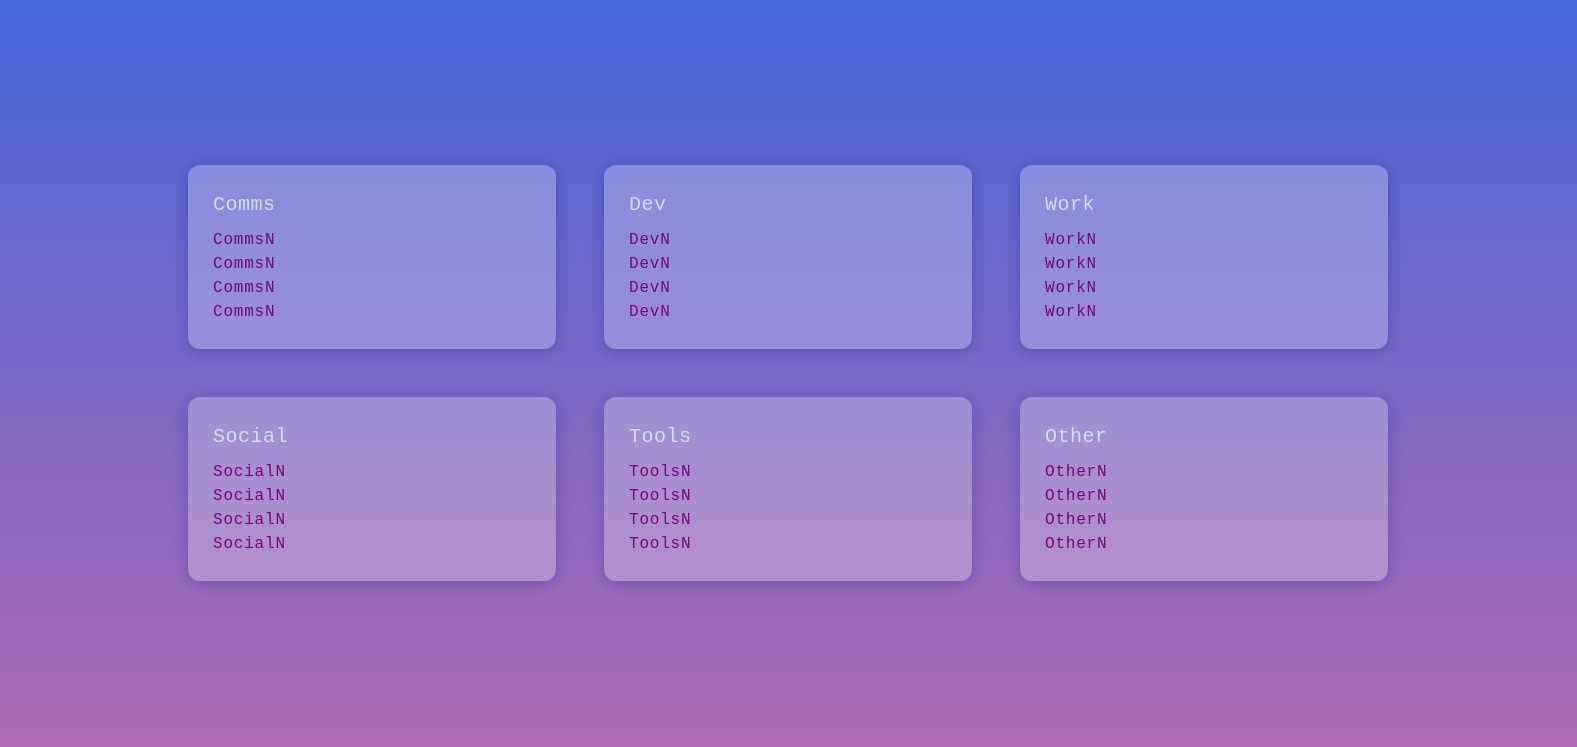 Comms
CommsN
CommsN
CommsN
CommsN
Dev
DevN
DevN
DevN
DevN
Work
WorkN
WorkN
WorkN
WorkN
Social
SocialN
SocialN
SocialN
SocialN
Tools
ToolsN
ToolsN
ToolsN
ToolsN
Other
OtherN
OtherN
OtherN
OtherN